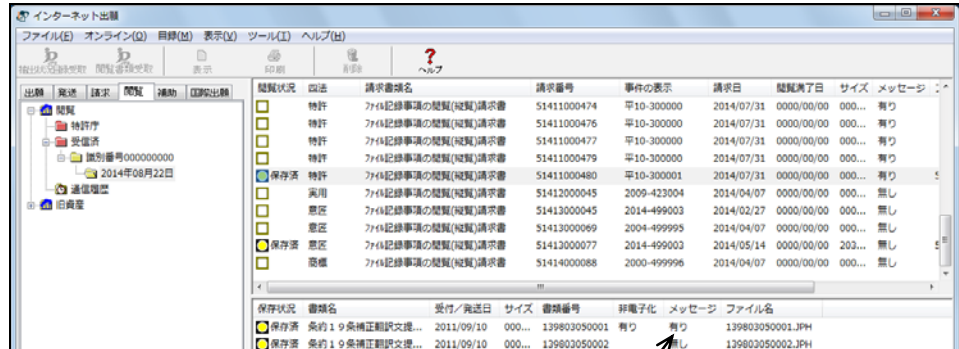 インターネット出願
ファイル(F) オンライン(O) 目録(M) 表示(V) ツール(T) ヘルプ(H)
閲覧書類受取 表示 印刷 削除 ヘルプ
出願 発送 請求 閲覧 補助 国際出願
閲覧
特許庁
受信済
識別番号000000000
2014年08月22日
通信履歴
旧資産
閲覧状況 四法 請求書類名 請求番号 事件の表示 請求日 閲覧満了日 サイズ メッセージ
特許 ファイル記録事項の閲覧(縦覧)請求書 51411000474 平10-300000 2014/07/31 0000/00/00 000... 有り
特許 ファイル記録事項の閲覧(縦覧)請求書 51411000476 平10-300000 2014/07/31 0000/00/00 000... 有り
特許 ファイル記録事項の閲覧(縦覧)請求書 51411000477 平10-300000 2014/07/31 0000/00/00 000... 有り
特許 ファイル記録事項の閲覧(縦覧)請求書 51411000479 平10-300000 2014/07/31 0000/00/00 000... 有り
保存済 特許 ファイル記録事項の閲覧(縦覧)請求書 51411000480 平10-300001 2014/07/31 0000/00/00 000... 有り
実用 ファイル記録事項の閲覧(縦覧)請求書 51412000045 2009-423004 2014/04/07 0000/00/00 000... 無し
意匠 ファイル記録事項の閲覧(縦覧)請求書 51413000045 2014-499003 2014/02/27 0000/00/00 000... 無し
意匠 ファイル記録事項の閲覧(縦覧)請求書 51413000069 2004-499995 2014/04/07 0000/00/00 000... 無し
保存済 意匠 ファイル記録事項の閲覧(縦覧)請求書 51413000077 2014-499003 2014/05/14 0000/00/00 203... 無し
商標 ファイル記録事項の閲覧(縦覧)請求書 51414000088 2000-499996 2014/04/07 0000/00/00 000... 無し
保存状況 書類名 受付/発送日 サイズ 書類番号 非電子化 メッセージ ファイル名
保存済 条約19条補正翻訳文提... 2011/09/10 000... 139803050001 有り 有り 139803050001.JPH
保存済 条約19条補正翻訳文提... 2011/09/10 000... 139803050002 無し 139803050002.JPH